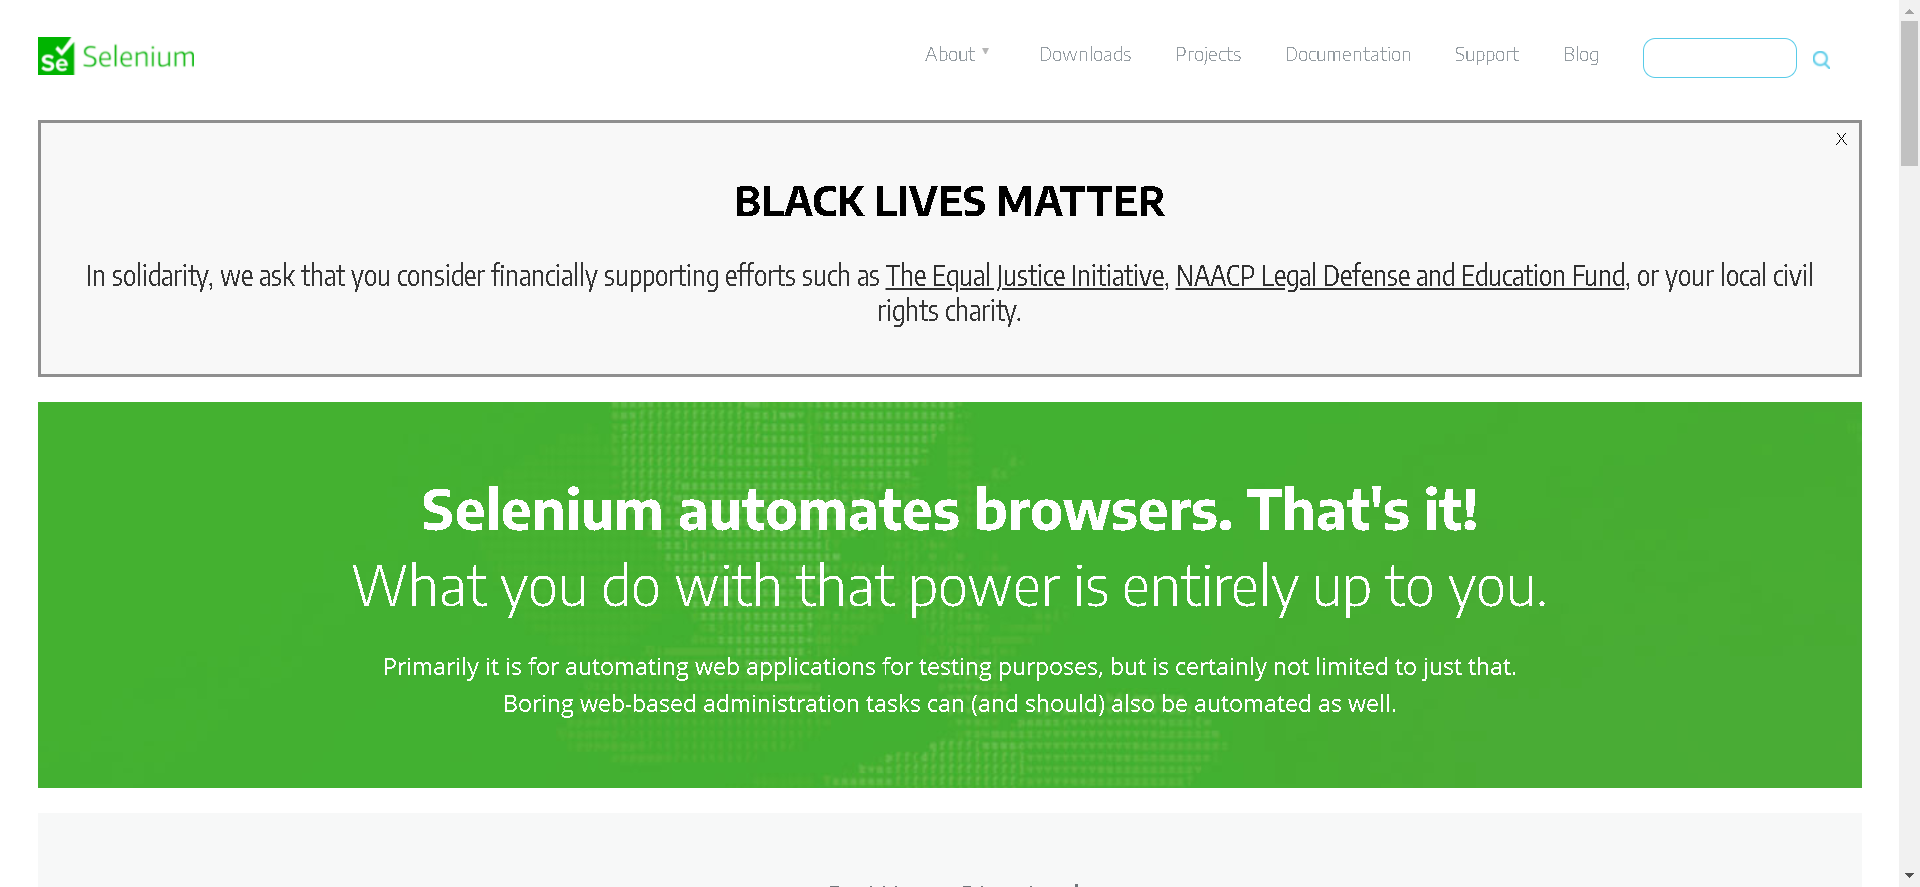 Se Selenium
About ▼ Downloads Projects Documentation Support Blog
X
BLACK LIVES MATTER
In solidarity, we ask that you consider financially supporting efforts such as The Equal Justice Initiative, NAACP Legal Defense and Education Fund, or your local civil
rights charity.
Selenium automates browsers. That's it!
What you do with that power is entirely up to you.
Primarily it is for automating web applications for testing purposes, but is certainly not limited to just that.
Boring web-based administration tasks can (and should) also be automated as well.